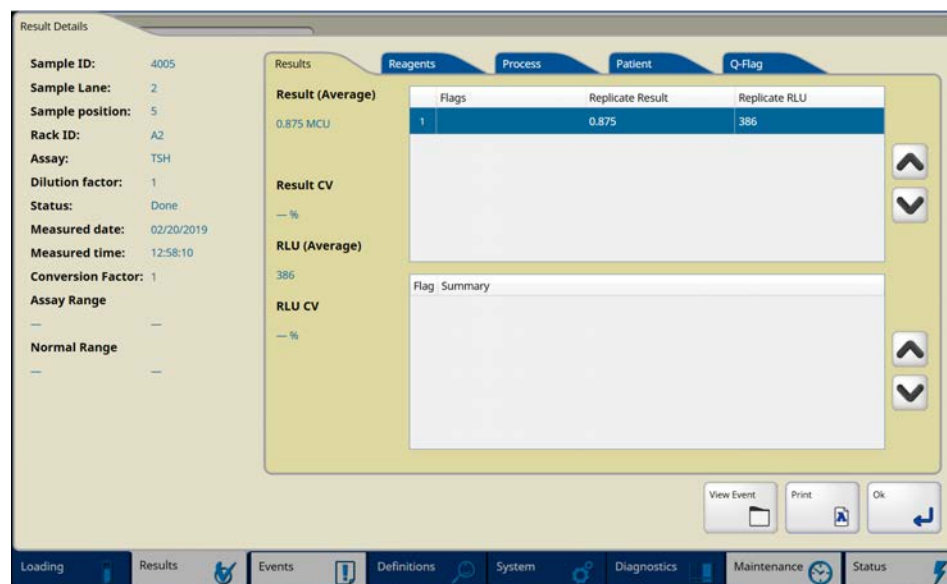 Result Details
Sample ID: 4005
Sample Lane: 2
Sample position: 5
Rack ID: A2
Assay: TSH
Dilution factor: 1
Status: Done
Measured date: 02/20/2019
Measured time: 12:58:10
Conversion Factor: 1
Assay Range
— —
Normal Range
— —
Results Reagents Process Patient Q-Flag
Result (Average)
0.875 MCU
Result CV
— %
RLU (Average)
386
RLU CV
— %
Flags Replicate Result Replicate RLU
1 0.875 386
Flag Summary
View Event Print Ok
A
Loading Results Events Definitions System Diagnostics Maintenance Status